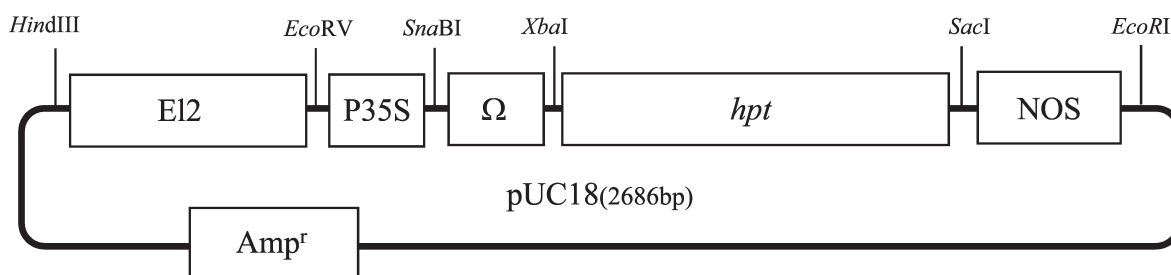 HindIII EcoRV SnaBI XbaI SacI EcoRI
El2 P35S Ω hpt NOS
pUC18(2686bp)
Ampʳ